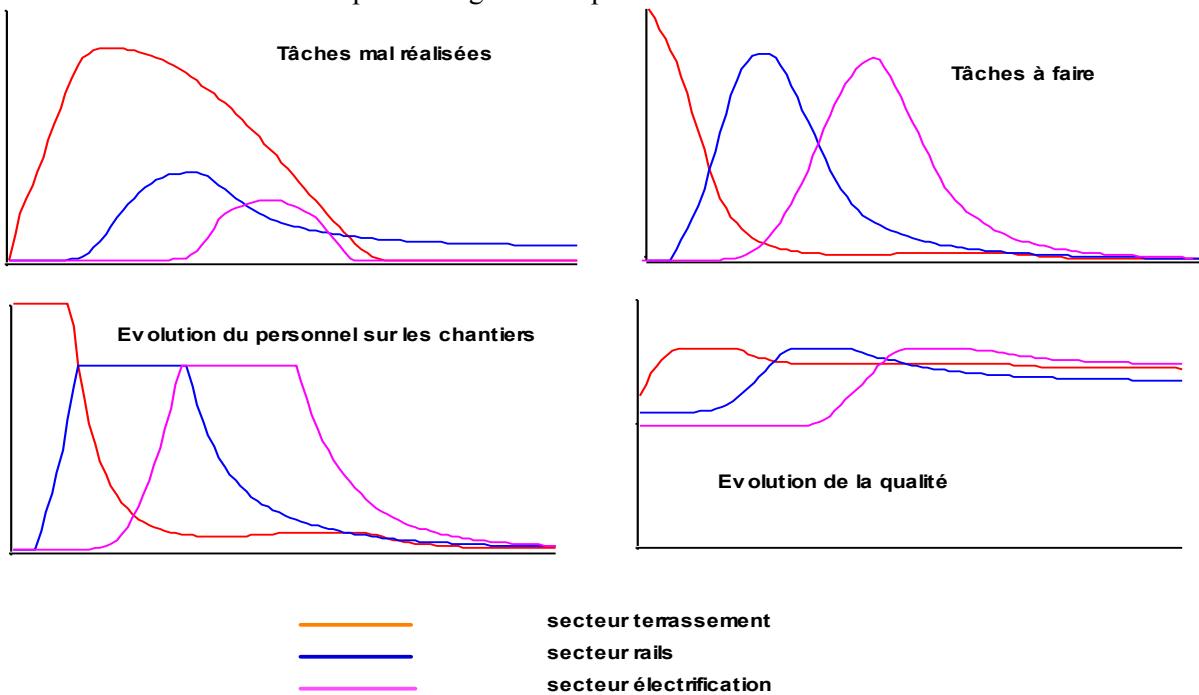 Tâches mal réalisées
Tâches à faire
Evolution du personnel sur les chantiers
Evolution de la qualité
secteur terrassement
secteur rails
secteur électrification